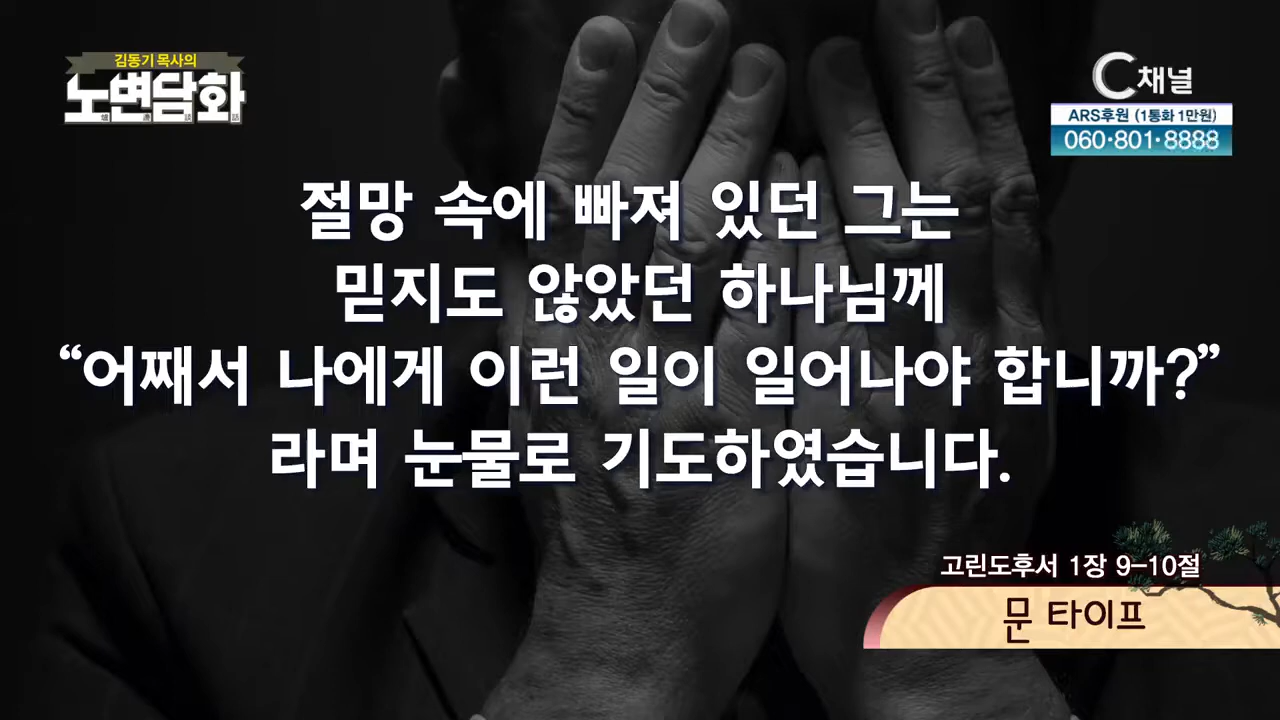 김동기 목사의
노변담화
C채널
ARS후원 (1통화 1만원)
060·801·8888
절망 속에 빠져 있던 그는
믿지도 않았던 하나님께
“어째서 나에게 이런 일이 일어나야 합니까?”
라며 눈물로 기도하였습니다.
고린도후서 1장 9-10절
문 타이프